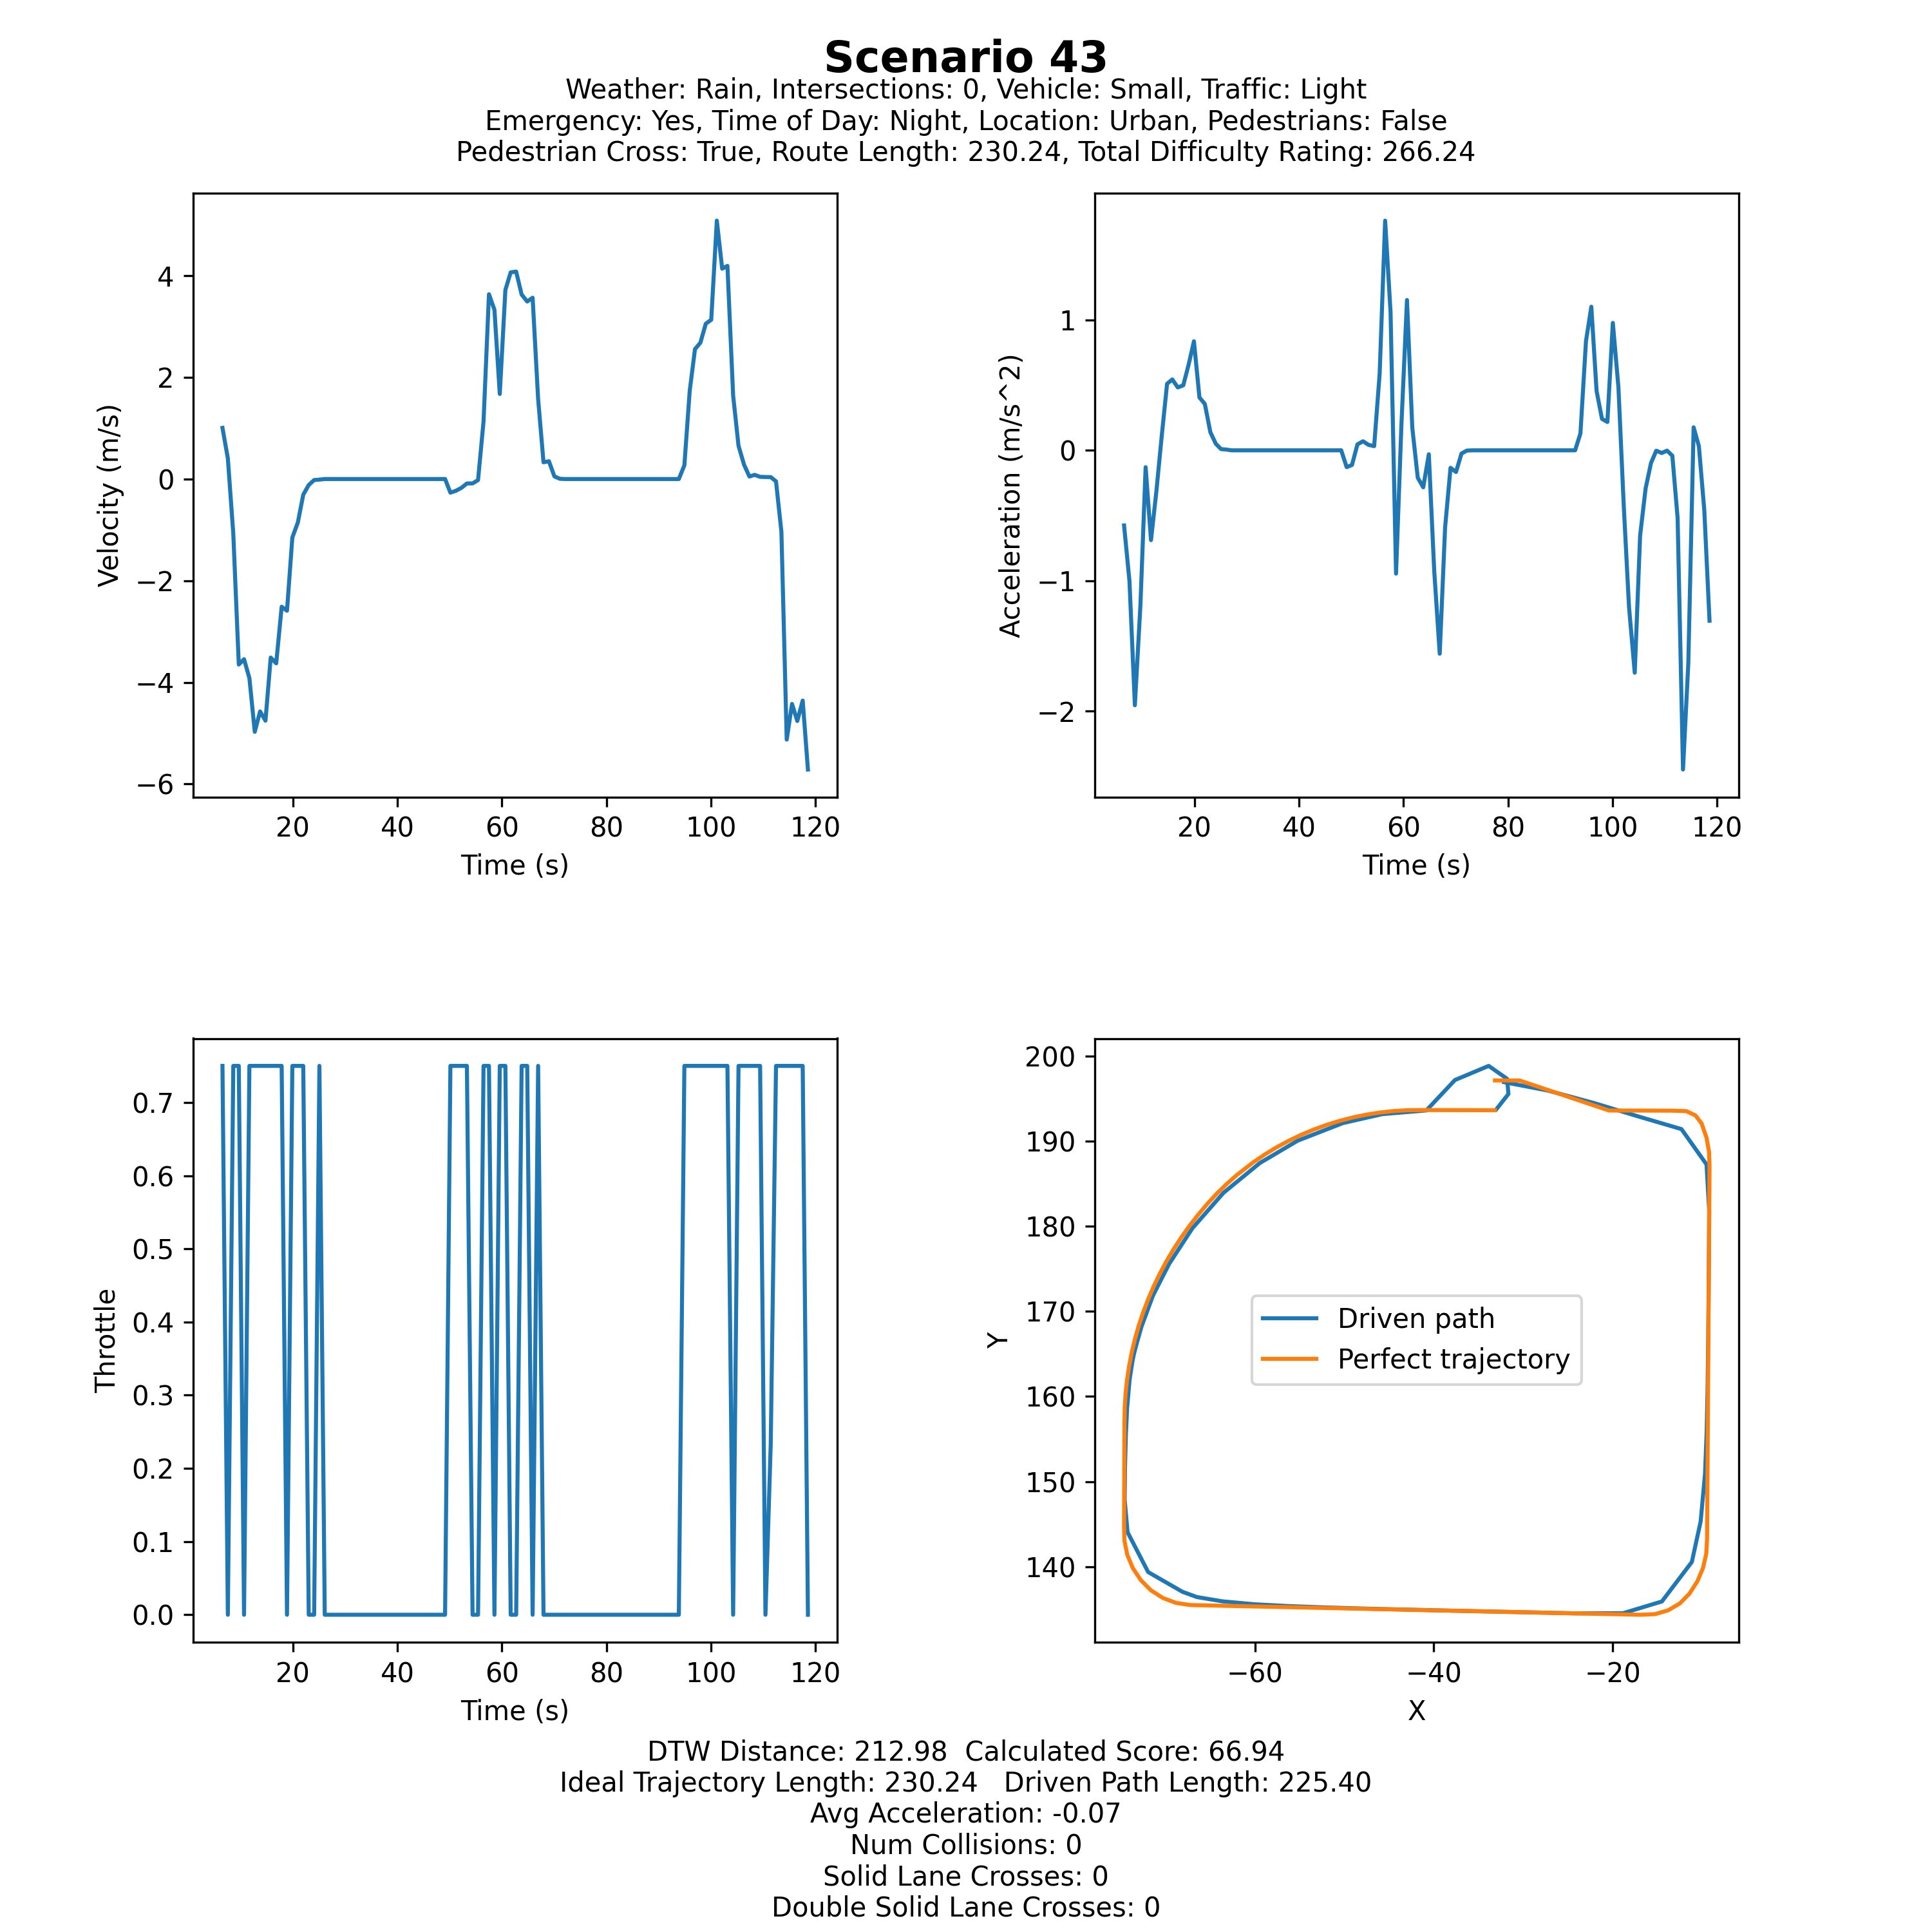 Scenario 43
Weather: Rain, Intersections: 0, Vehicle: Small, Traffic: Light
Emergency: Yes, Time of Day: Night, Location: Urban, Pedestrians: False
Pedestrian Cross: True, Route Length: 230.24, Total Difficulty Rating: 266.24
Velocity (m/s)
4
2
0
−2
−4
−6
20 40 60 80 100 120
Time (s)
Acceleration (m/s^2)
1
0
−1
−2
20 40 60 80 100 120
Time (s)
Throttle
0.7
0.6
0.5
0.4
0.3
0.2
0.1
0.0
20 40 60 80 100 120
Time (s)
Y
200
190
180
170
160
150
140
Driven path
Perfect trajectory
−60 −40 −20
X
DTW Distance: 212.98 Calculated Score: 66.94
Ideal Trajectory Length: 230.24 Driven Path Length: 225.40
Avg Acceleration: -0.07
Num Collisions: 0
Solid Lane Crosses: 0
Double Solid Lane Crosses: 0